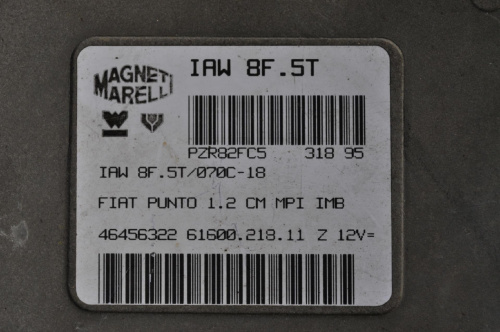 IAW 8F.5T
MAGNETI
MARELLI
PZR82FC5 318 95
IAW 8F.5T/070C-18
FIAT PUNTO 1.2 CM MPI IMB
46456322 61600.218.11 Z 12V=